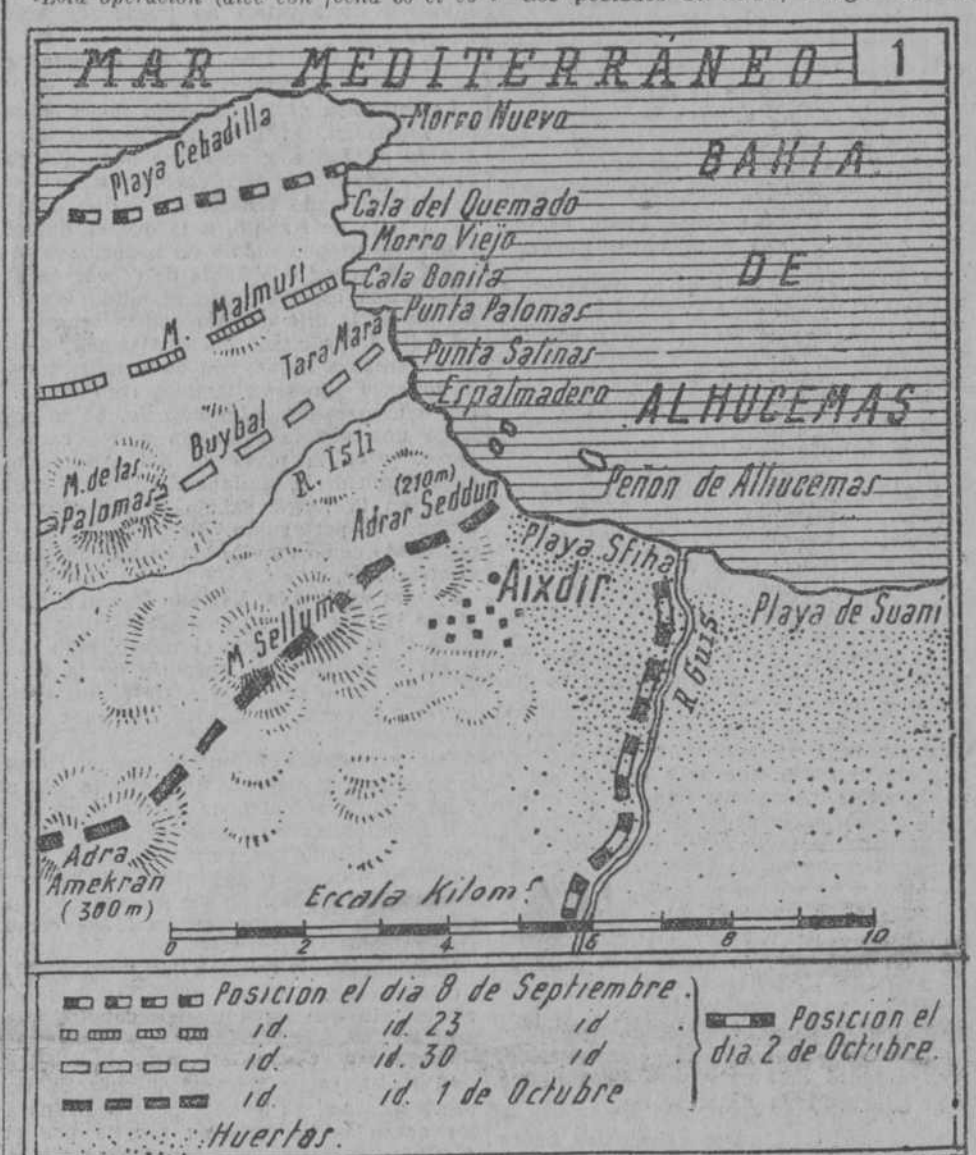 MAR MEDITERRÁNEO
1
Morro Nuevo
Playa Cebadilla
BAHIA
Cala del Quemado
Morro Viejo
DE
Cala Bonita
M. Malmusi
Punta Palomas
Tara Mara
Punta Salinas
Espalmadero
ALHUCEMAS
Buybal
R. Isli
M. de las
Palomas
(210m)
Peñón de Alhucemas
Adrar Seddun
Playa Sfiha
Aixdir
Playa de Suani
M Sellum
R Guis
Adra
Amekran
(300m)
Ercala Kiloms
0 2 4 6 8 10
Posicion el dia 8 de Septiembre.
id. id. 23 id.
id. id. 30 id.
id. id. 1 de Octubre
Posicion el
dia 2 de Octubre.
Huertas.